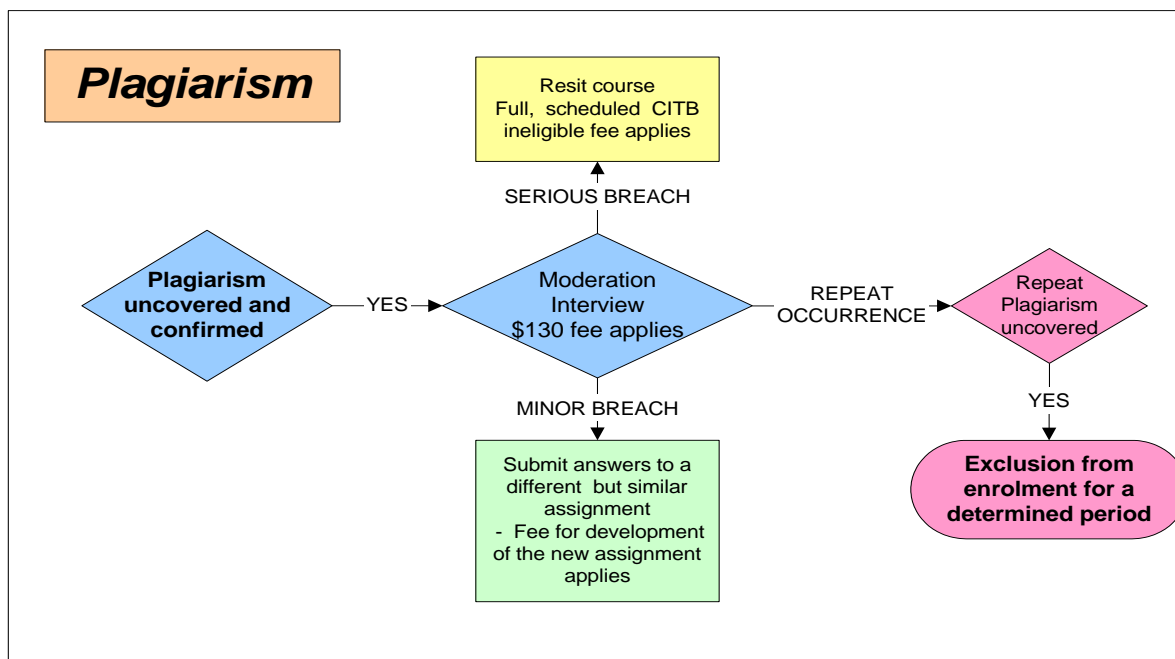 Plagiarism
Resit course
Full, scheduled CITB
ineligible fee applies
SERIOUS BREACH
Plagiarism
uncovered and
confirmed
YES
Moderation
Interview
$130 fee applies
REPEAT
OCCURRENCE
Repeat
Plagiarism
uncovered
MINOR BREACH
YES
Submit answers to a
different but similar
assignment
- Fee for development
of the new assignment
applies
Exclusion from
enrolment for a
determined period